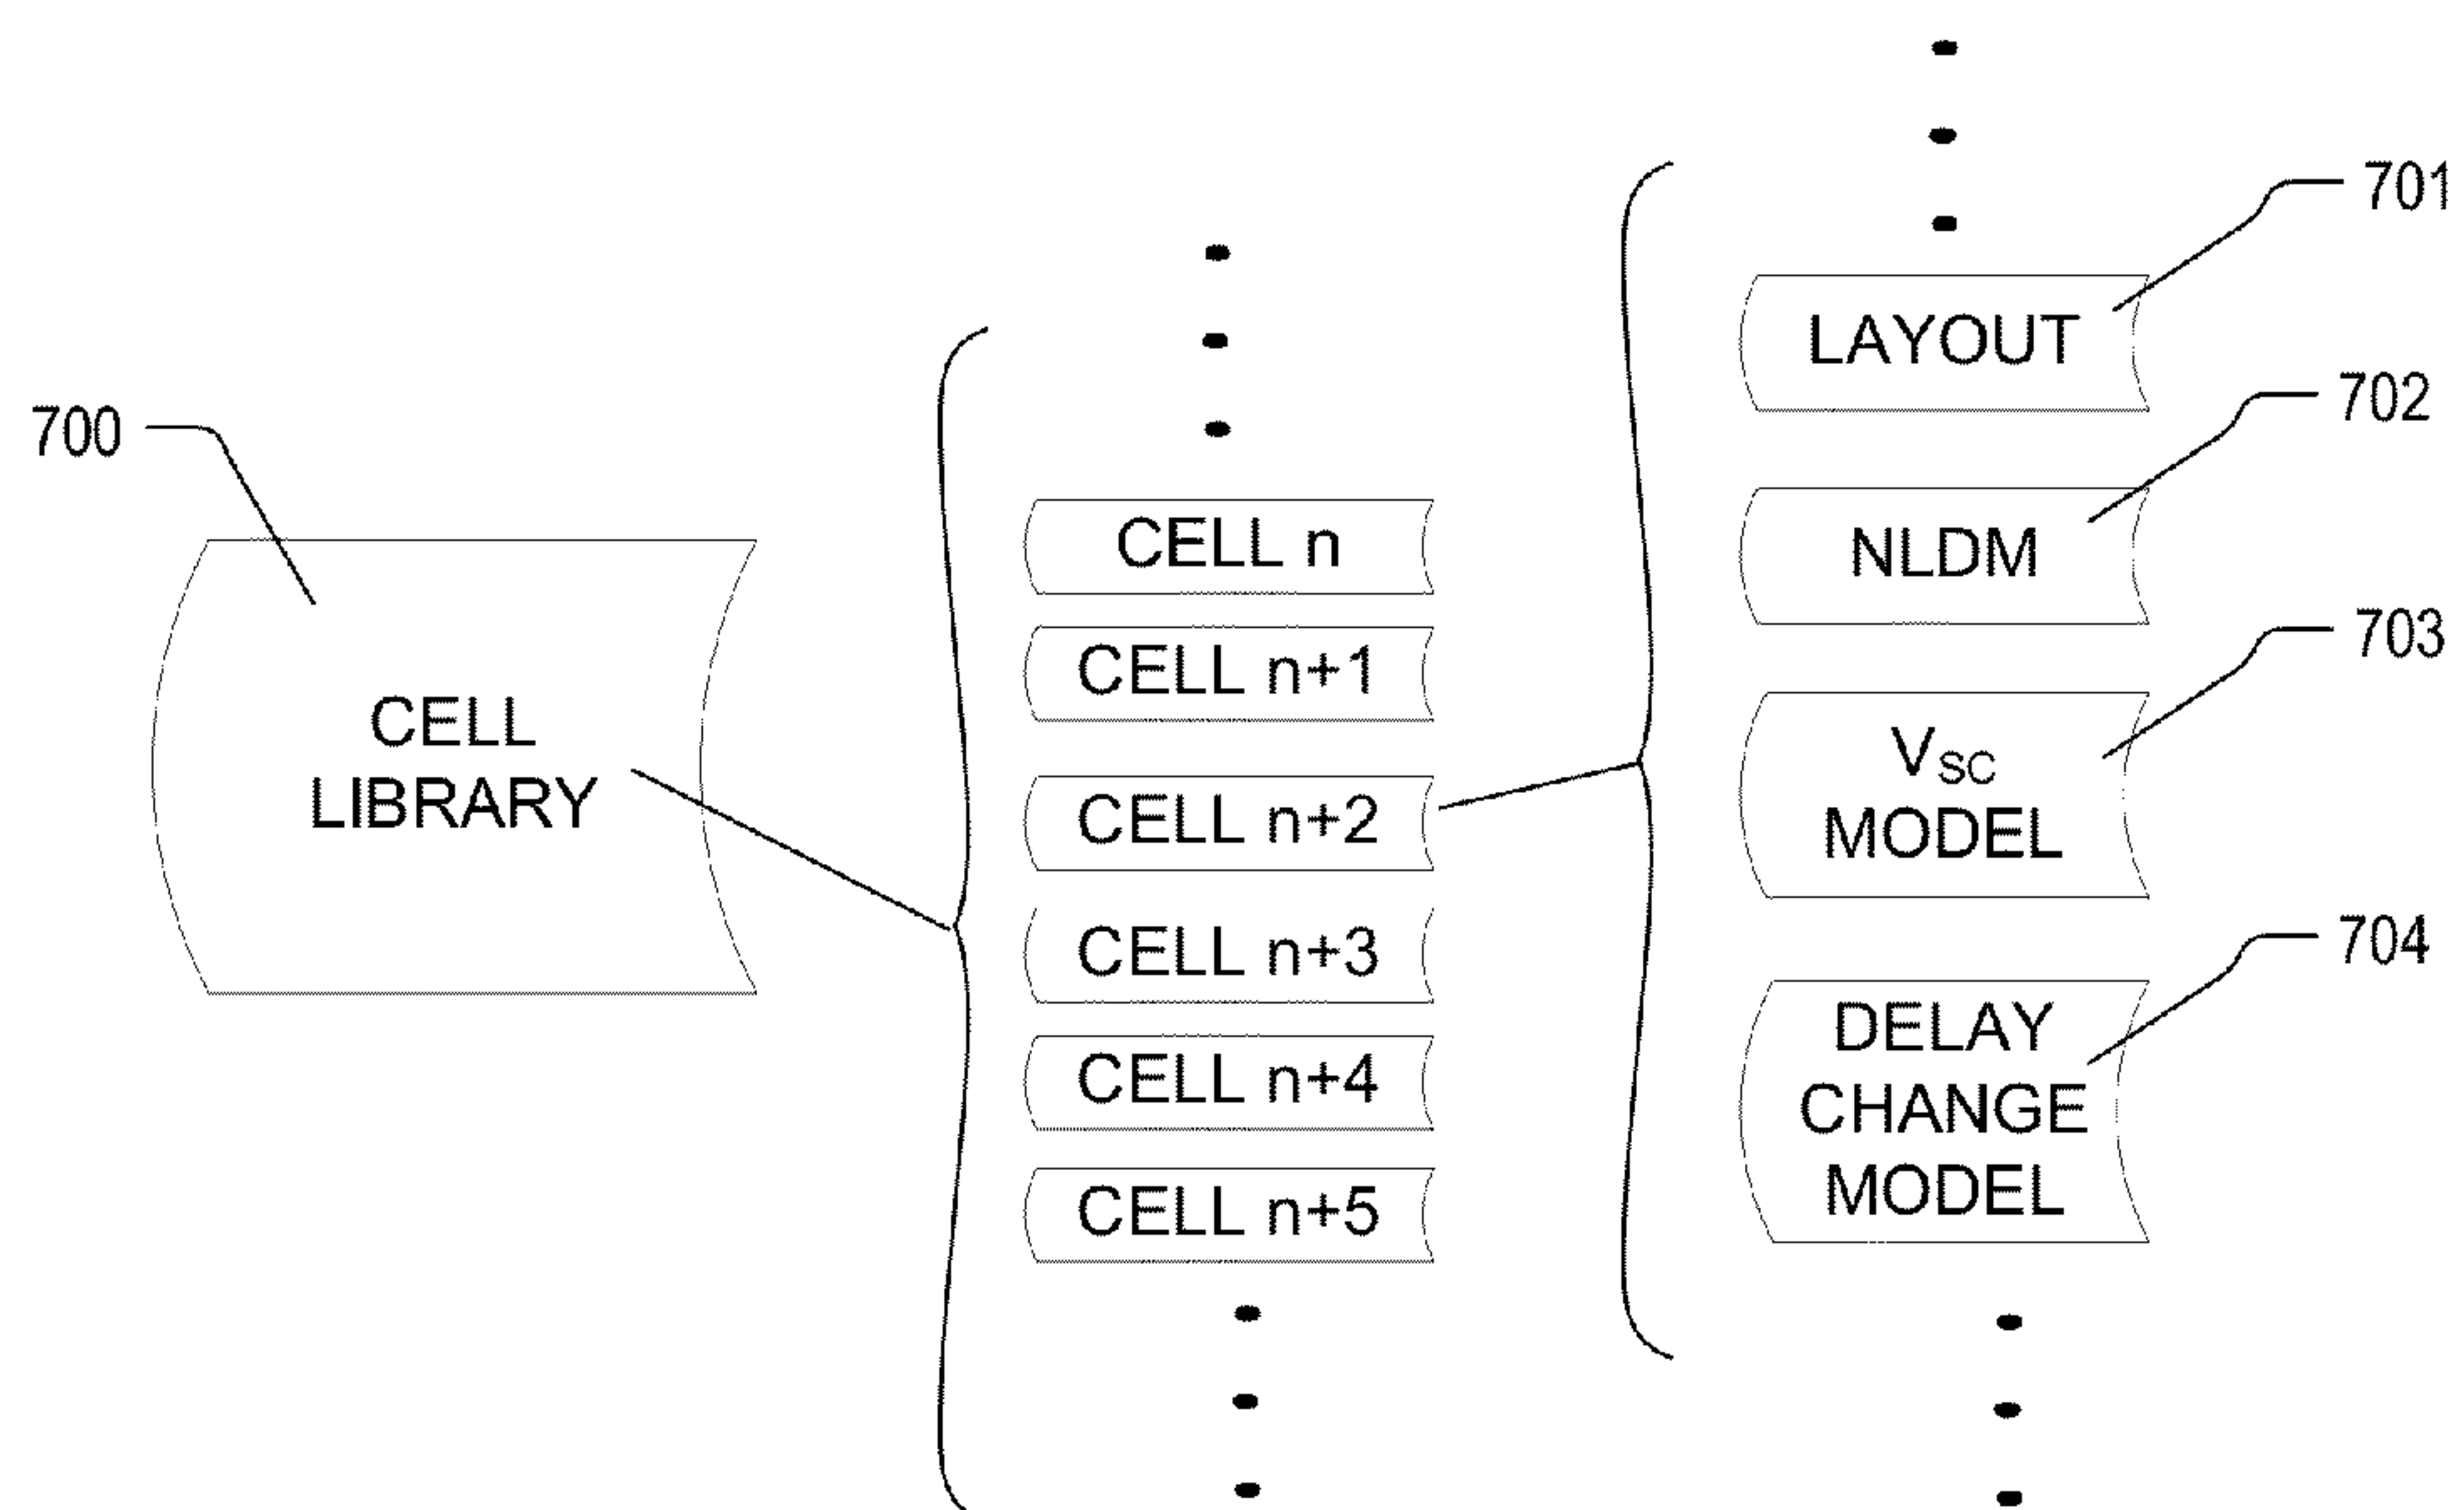 700
CELL
LIBRARY
CELL n
CELL n+1
CELL n+2
CELL n+3
CELL n+4
CELL n+5
LAYOUT
701
NLDM
702
VSC
MODEL
703
DELAY
CHANGE
MODEL
704